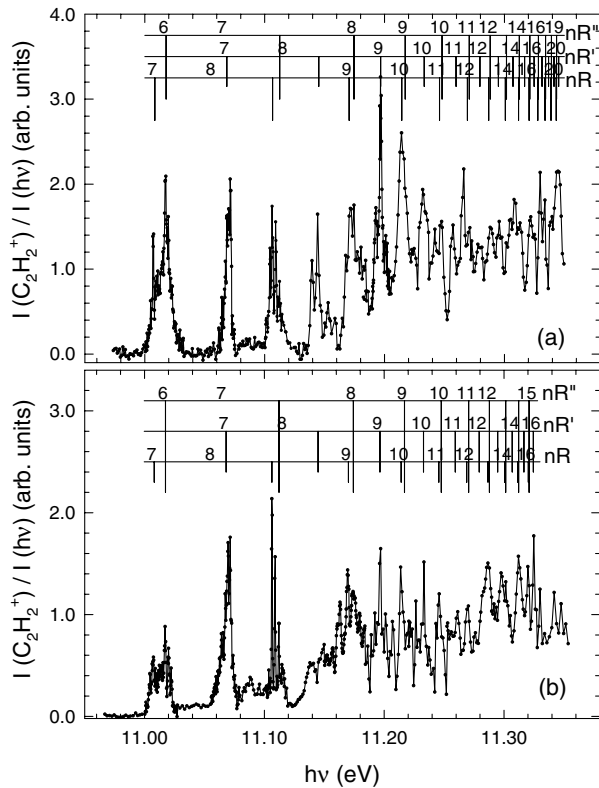 6 7 8 9 10 11 12 14 16 19 nR''
7 8 9 10 11 12 14 16 20 nR'
7 8 9 10 11 12 14 16 20 nR
4.0
3.0
2.0
1.0
0.0
I (C₂H₂⁺) / I (hν) (arb. units)
(a)
6 7 8 9 10 11 12 15 nR''
7 8 9 10 11 12 14 16 nR'
7 8 9 10 11 12 14 16 nR
3.0
2.0
1.0
0.0
I (C₂H₂⁺) / I (hν) (arb. units)
(b)
11.00 11.10 11.20 11.30
hν (eV)